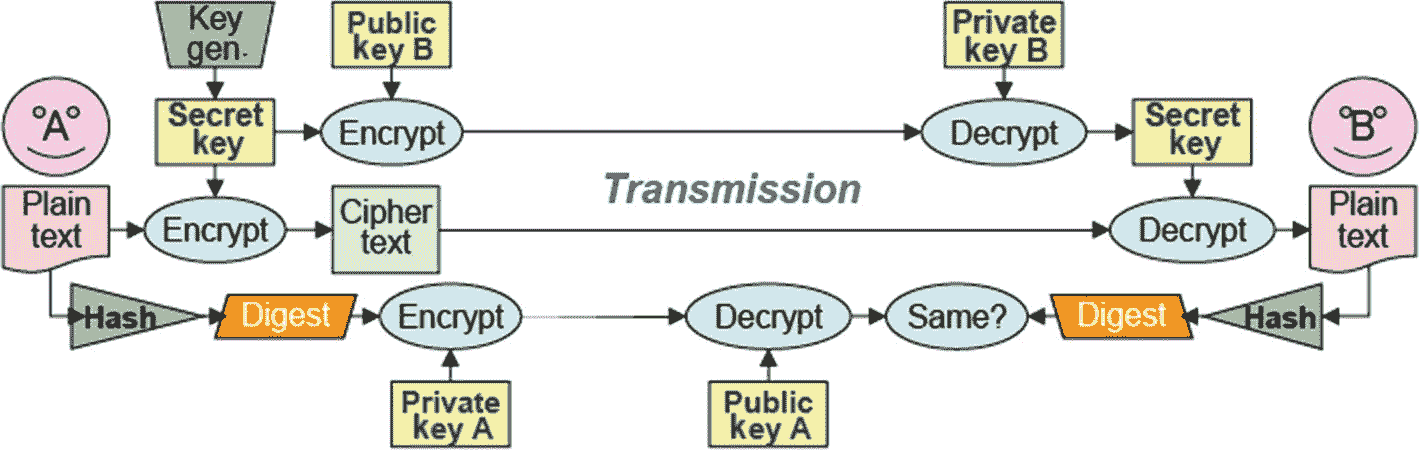 Key
gen.
Public
key B
Private
key B
A
Secret
key
Encrypt
Decrypt
Secret
key
B
Transmission
Plain
text
Encrypt
Cipher
text
Decrypt
Plain
text
Hash
Digest
Encrypt
Decrypt
Same?
Digest
Hash
Private
key A
Public
key A